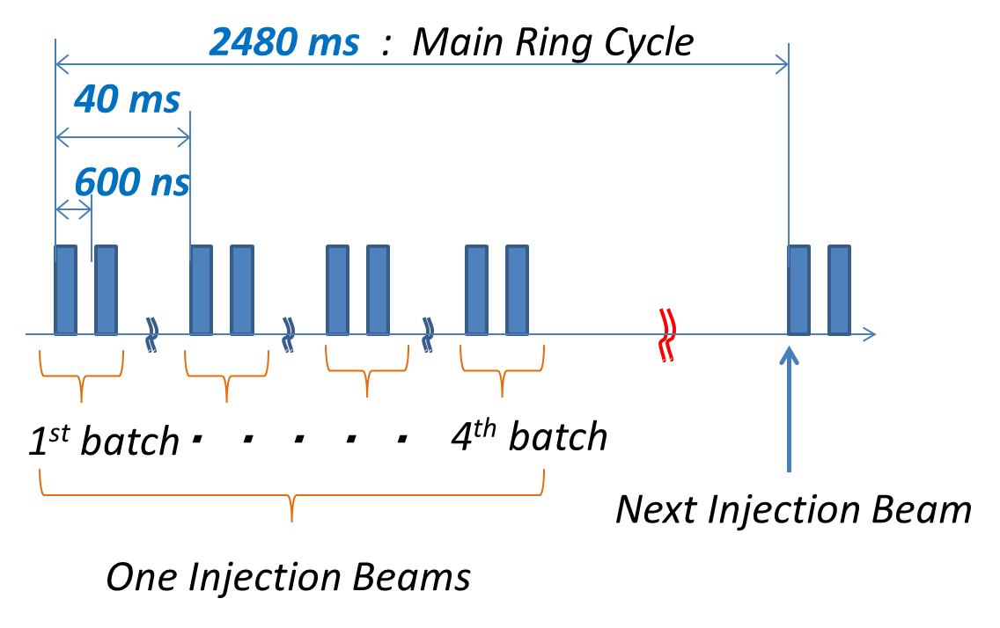 2480 ms : Main Ring Cycle
40 ms
600 ns
1st batch · · · · · 4th batch
Next Injection Beam
One Injection Beams